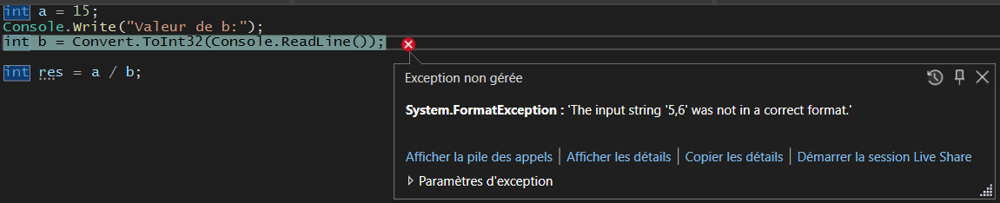 int a = 15;
Console.Write("Valeur de b:");
int b = Convert.ToInt32(Console.ReadLine());
int res = a / b;
Exception non gérée
System.FormatException : 'The input string '5,6' was not in a correct format.'
Afficher la pile des appels | Afficher les détails | Copier les détails | Démarrer la session Live Share
Paramètres d'exception